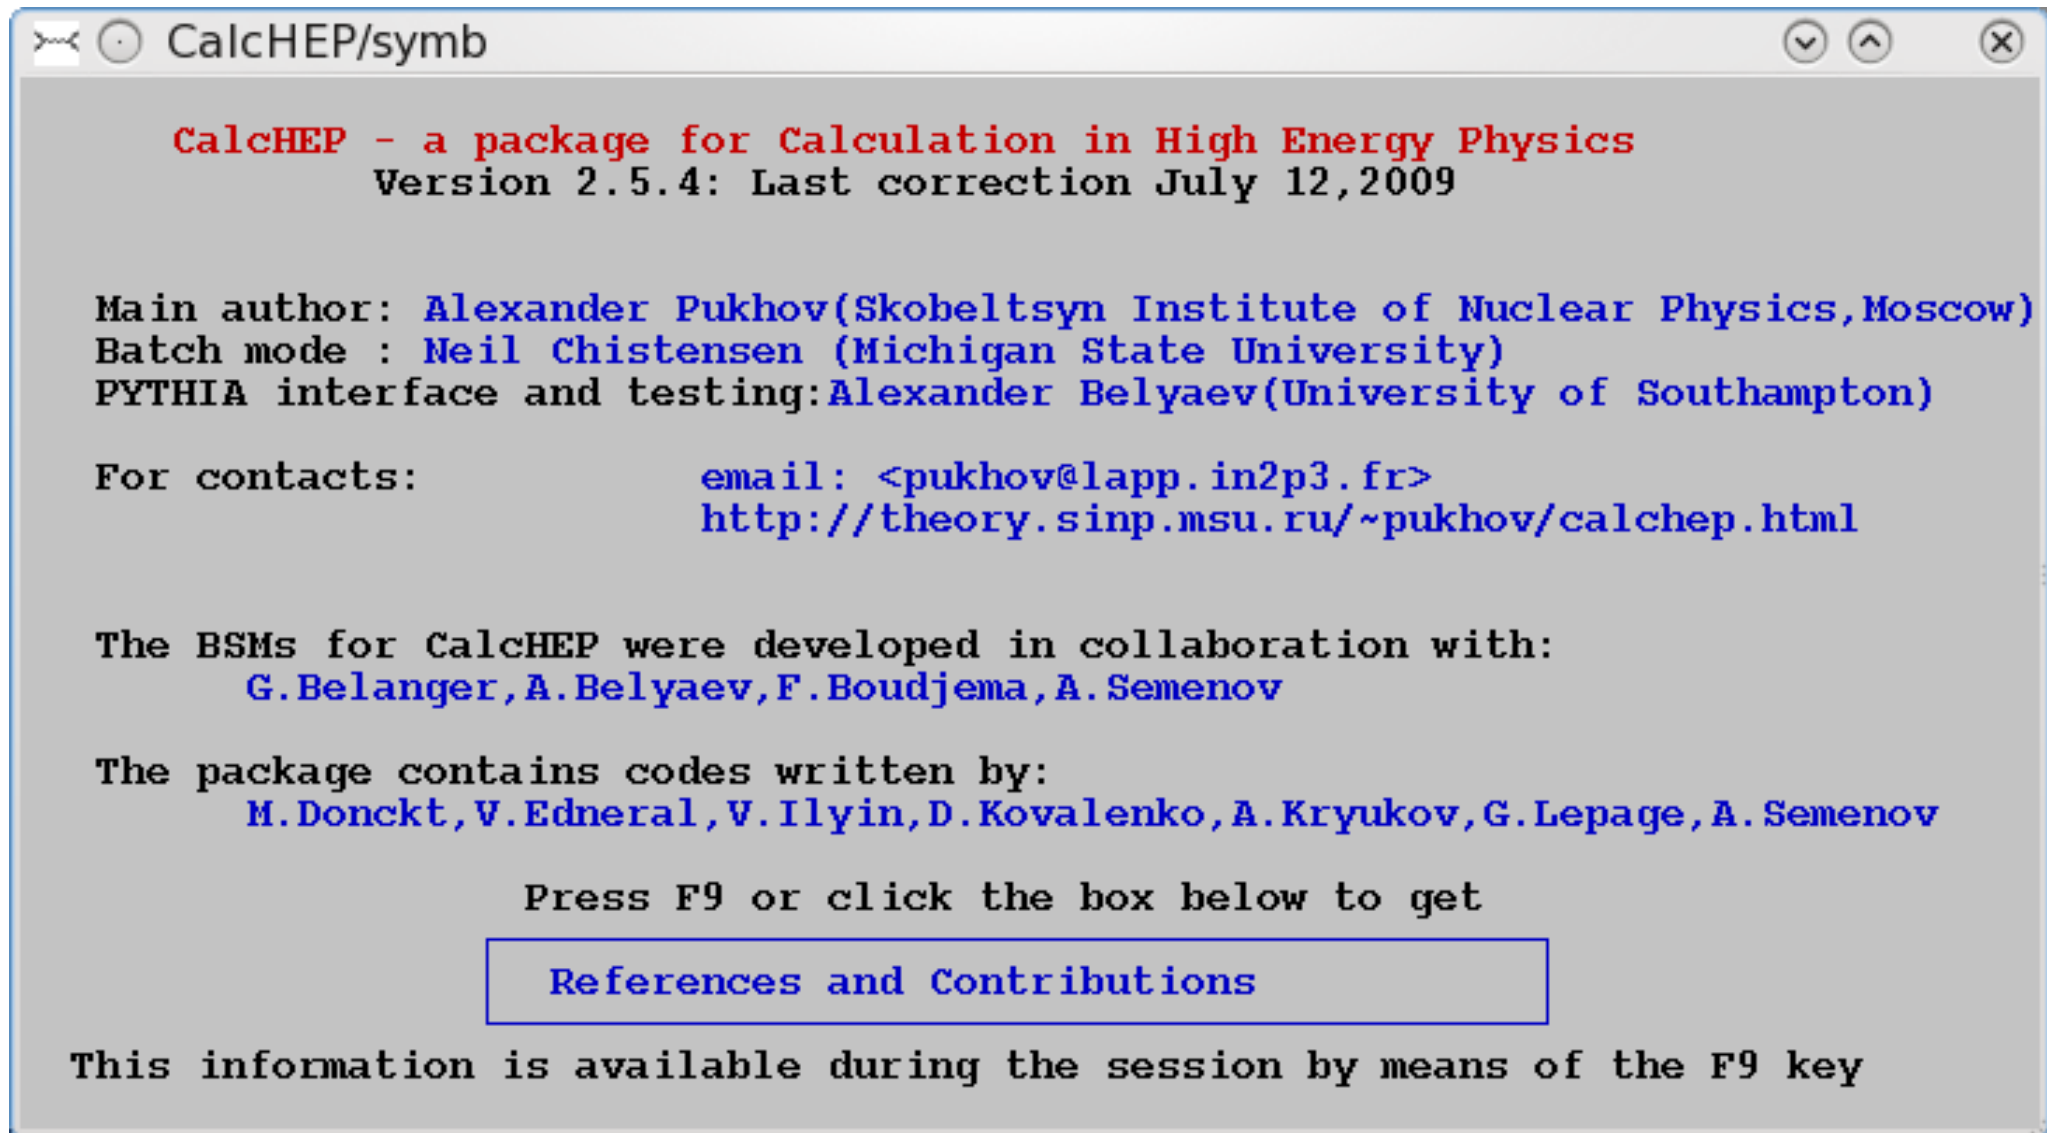 CalcHEP/symb
CalcHEP - a package for Calculation in High Energy Physics
Version 2.5.4: Last correction July 12,2009
Main author: Alexander Pukhov(Skobeltsyn Institute of Nuclear Physics,Moscow)
Batch mode : Neil Chistensen (Michigan State University)
PYTHIA interface and testing:Alexander Belyaev(University of Southampton)
For contacts: email: <pukhov@lapp.in2p3.fr>
http://theory.sinp.msu.ru/~pukhov/calchep.html
The BSMs for CalcHEP were developed in collaboration with:
G.Belanger,A.Belyaev,F.Boudjema,A.Semenov
The package contains codes written by:
M.Donckt,V.Edneral,V.Ilyin,D.Kovalenko,A.Kryukov,G.Lepage,A.Semenov
Press F9 or click the box below to get
References and Contributions
This information is available during the session by means of the F9 key